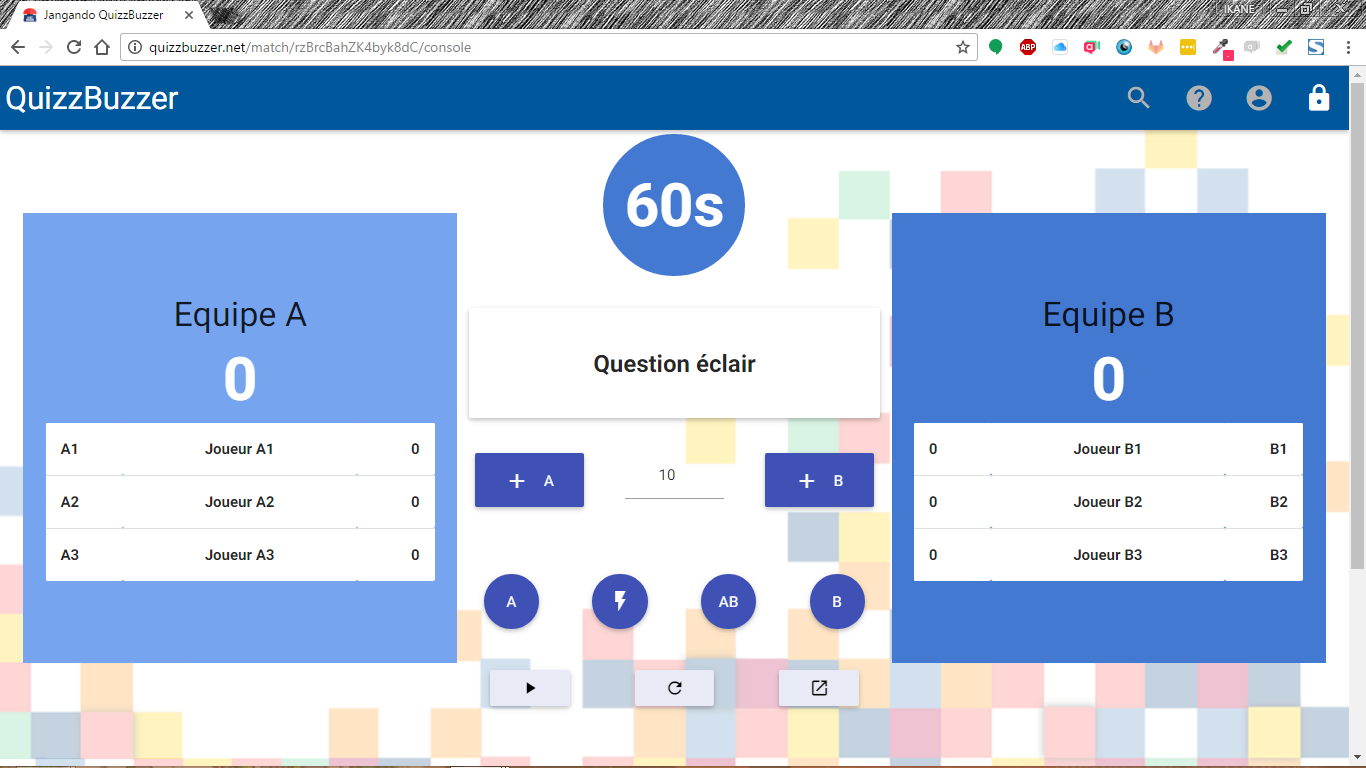 Jangando QuizzBuzzer
IKANE
quizzbuzzer.net/match/rzBrcBahZK4byk8dC/console
ABP
QuizzBuzzer
60s
Equipe A
0
A1 Joueur A1 0
A2 Joueur A2 0
A3 Joueur A3 0
Question éclair
+ A
10
+ B
A
AB
B
Equipe B
0
0 Joueur B1 B1
0 Joueur B2 B2
0 Joueur B3 B3